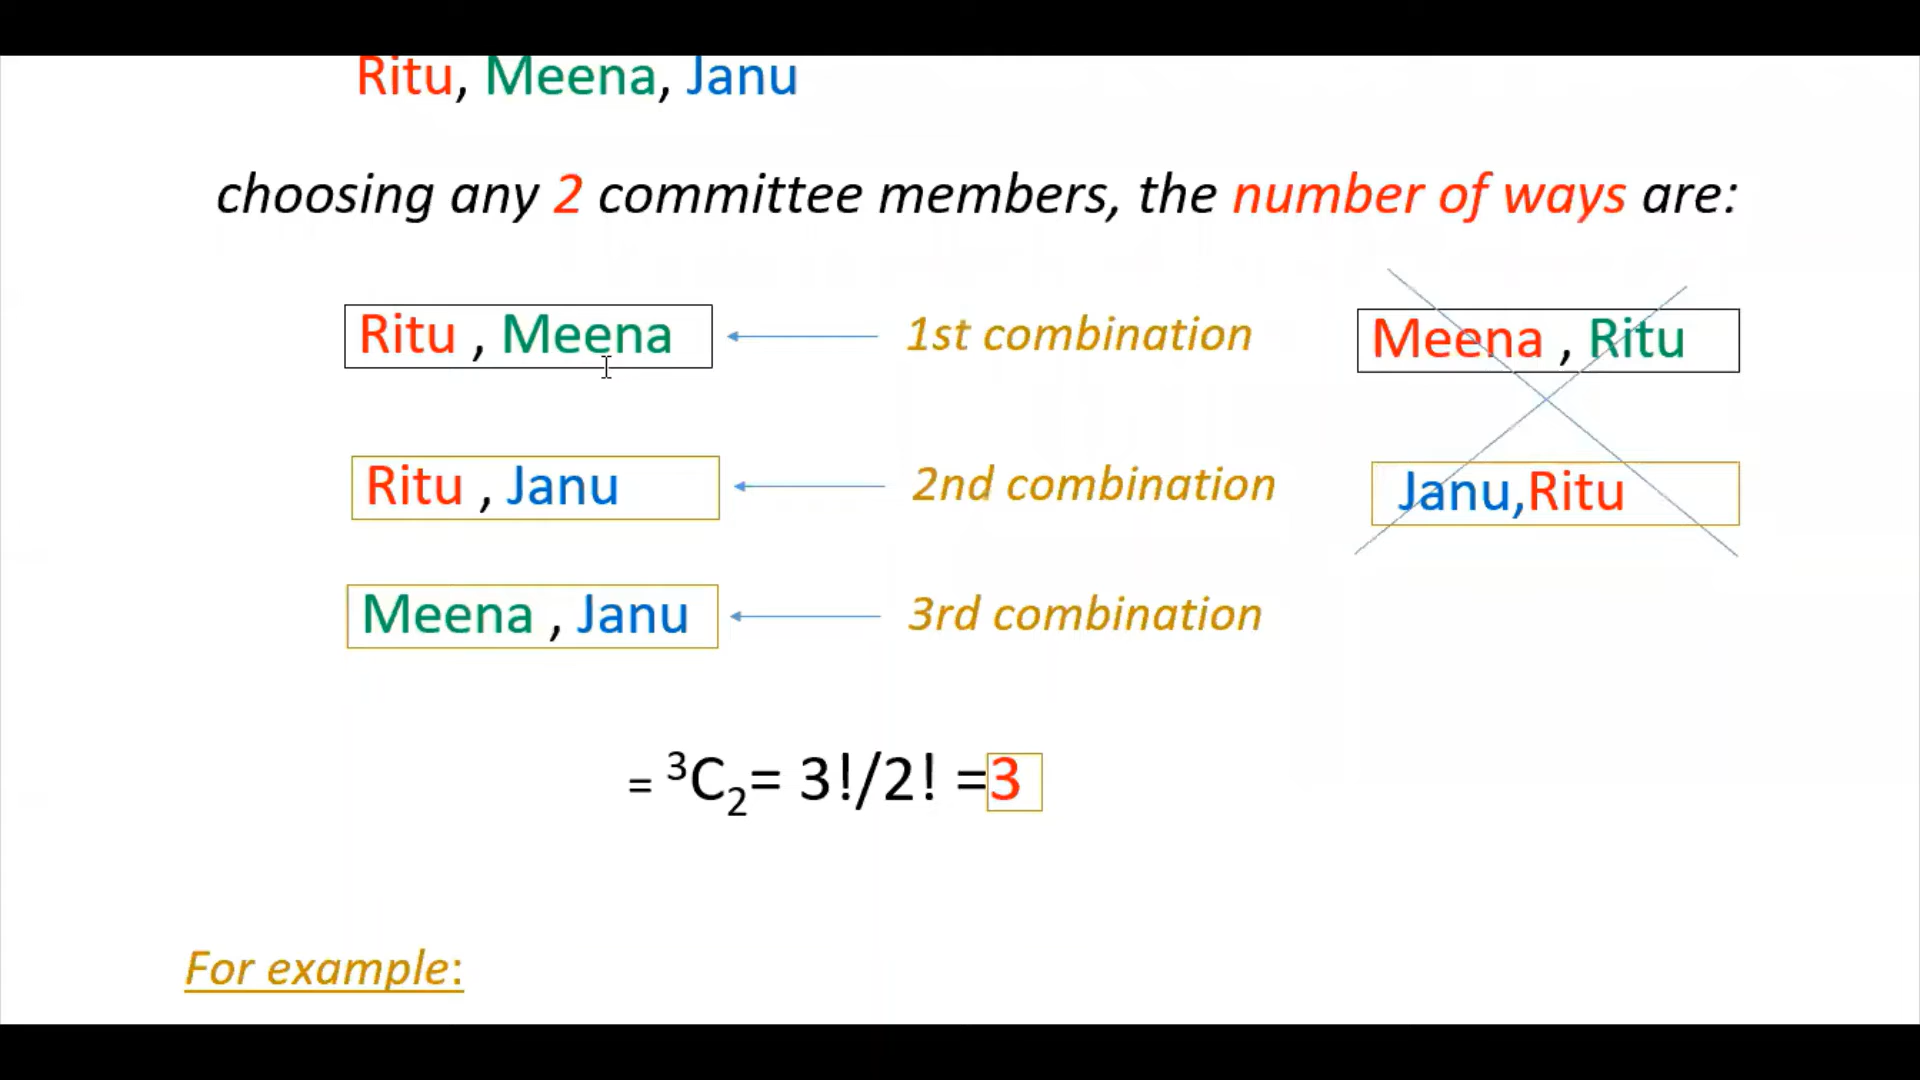 Ritu, Meena, Janu
choosing any 2 committee members, the number of ways are:
Ritu , Meena 1st combination Meena , Ritu
Ritu , Janu 2nd combination Janu,Ritu
Meena , Janu 3rd combination
= ³C₂= 3!/2! =3
For example: